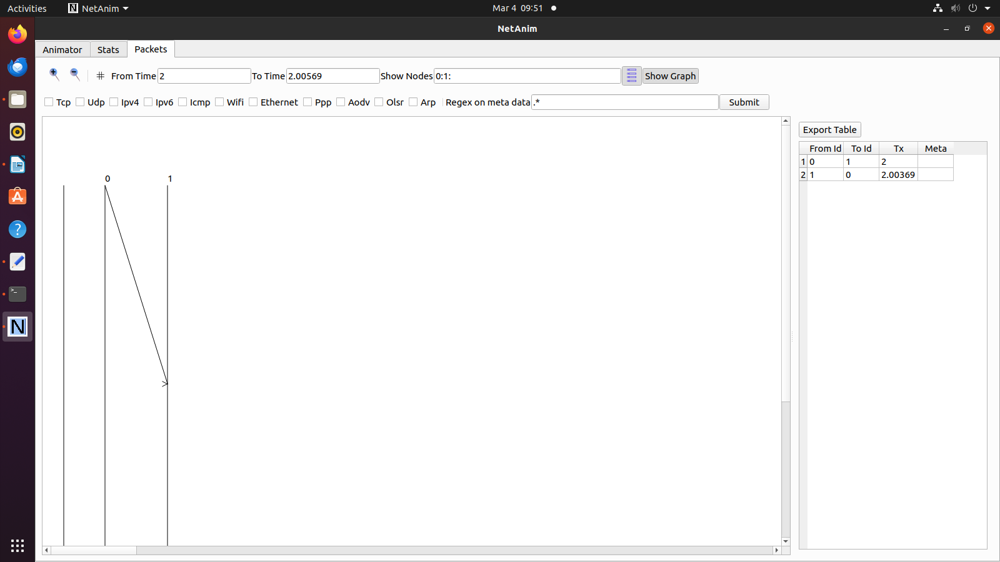 Activities NetAnim Mar 4 09:51
NetAnim
Animator Stats Packets
From Time 2 To Time 2.00569 Show Nodes 0:1: Show Graph
Tcp Udp Ipv4 Ipv6 Icmp Wifi Ethernet Ppp Aodv Olsr Arp Regex on meta data .* Submit
Export Table
From Id To Id Tx Meta
1 0 1 2
2 1 0 2.00369
0 1